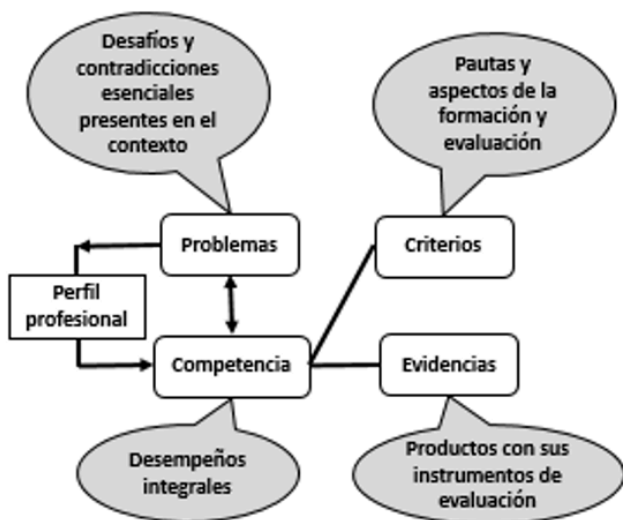 Desafíos y
contradicciones
esenciales
presentes en el
contexto
Pautas y
aspectos de la
formación y
evaluación
Problemas
Criterios
Perfil
profesional
Competencia
Evidencias
Desempeños
integrales
Productos con sus
instrumentos de
evaluación